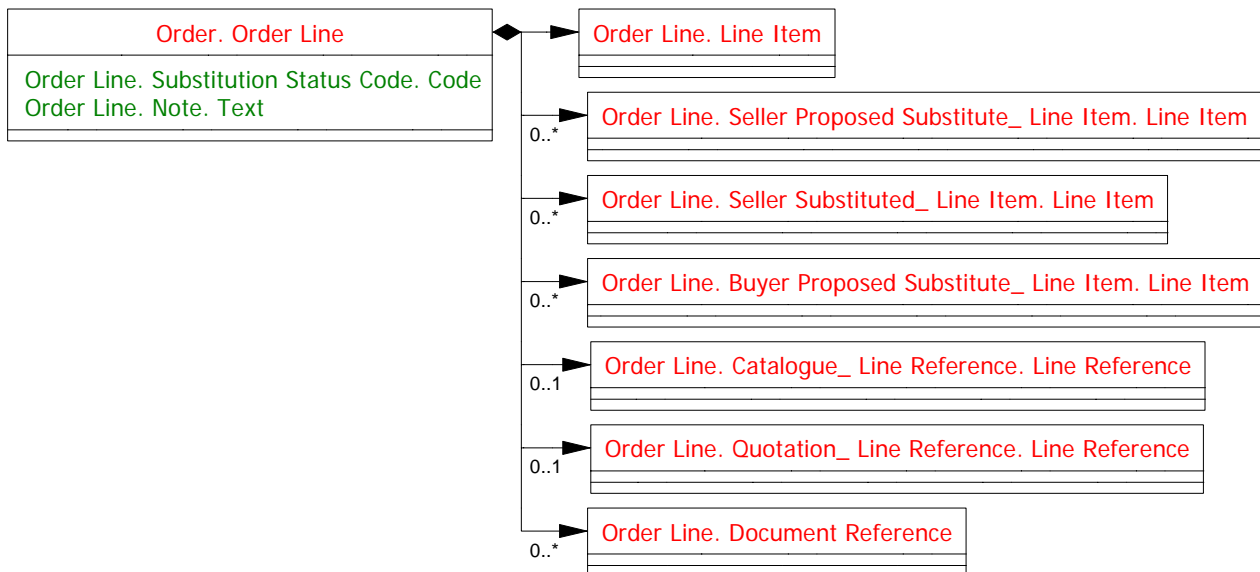 Order. Order Line
Order Line. Substitution Status Code. Code
Order Line. Note. Text
Order Line. Line Item
Order Line. Seller Proposed Substitute_ Line Item. Line Item
0..*
Order Line. Seller Substituted_ Line Item. Line Item
0..*
Order Line. Buyer Proposed Substitute_ Line Item. Line Item
0..*
Order Line. Catalogue_ Line Reference. Line Reference
0..1
Order Line. Quotation_ Line Reference. Line Reference
0..1
Order Line. Document Reference
0..*